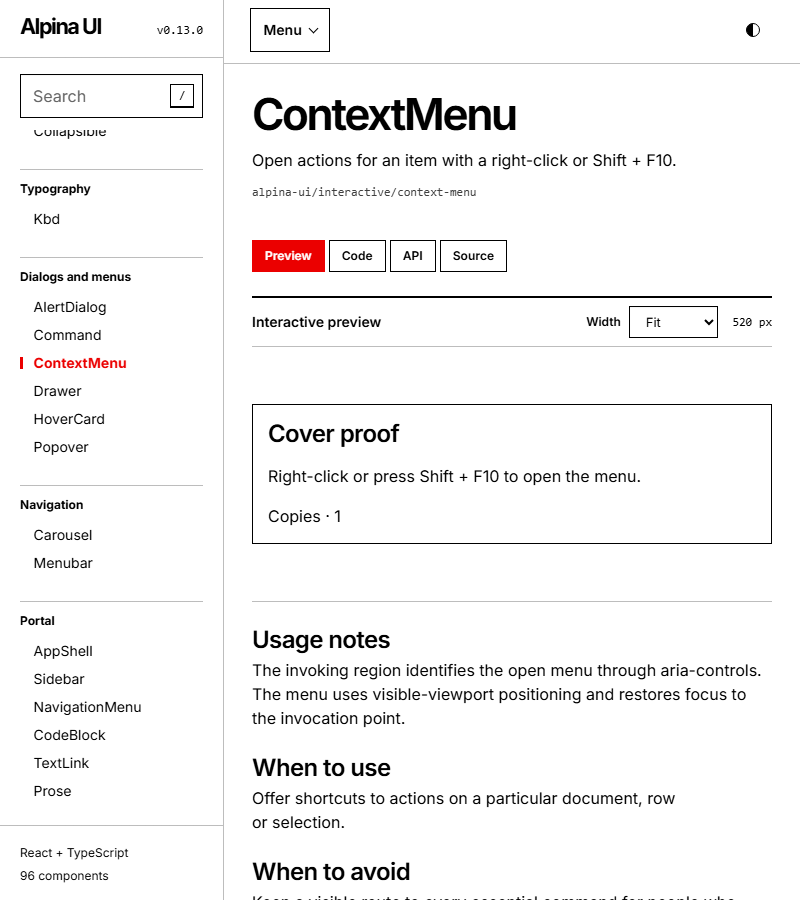 Alpina UI
v0.13.0
Search
/
Collapsible
Typography
Kbd
Dialogs and menus
AlertDialog
Command
ContextMenu
Drawer
HoverCard
Popover
Navigation
Carousel
Menubar
Portal
AppShell
Sidebar
NavigationMenu
CodeBlock
TextLink
Prose
React + TypeScript
96 components
Menu
ContextMenu
Open actions for an item with a right-click or Shift + F10.
alpina-ui/interactive/context-menu
Preview
Code
API
Source
Interactive preview
Width
Fit
520 px
Cover proof
Right-click or press Shift + F10 to open the menu.
Copies · 1
Usage notes
The invoking region identifies the open menu through aria-controls.
The menu uses visible-viewport positioning and restores focus to
the invocation point.
When to use
Offer shortcuts to actions on a particular document, row
or selection.
When to avoid